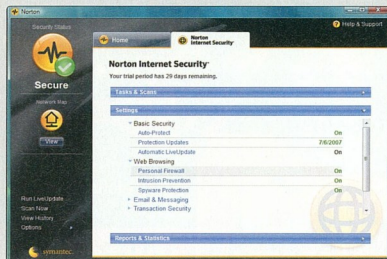 Norton
Security Status
Help & Support
Home
Norton
Internet Security
Norton Internet Security
Your trial period has 29 days remaining.
Secure
Tasks & Scans
Settings
Network Map
Basic Security
Auto-Protect On
Protection Updates 7/6/2007
Automatic LiveUpdate On
View
Web Browsing
Personal Firewall On
Intrusion Prevention On
Spyware Protection On
Email & Messaging
Transaction Security
Run LiveUpdate
Scan Now
View History
Options
Reports & Statistics
symantec